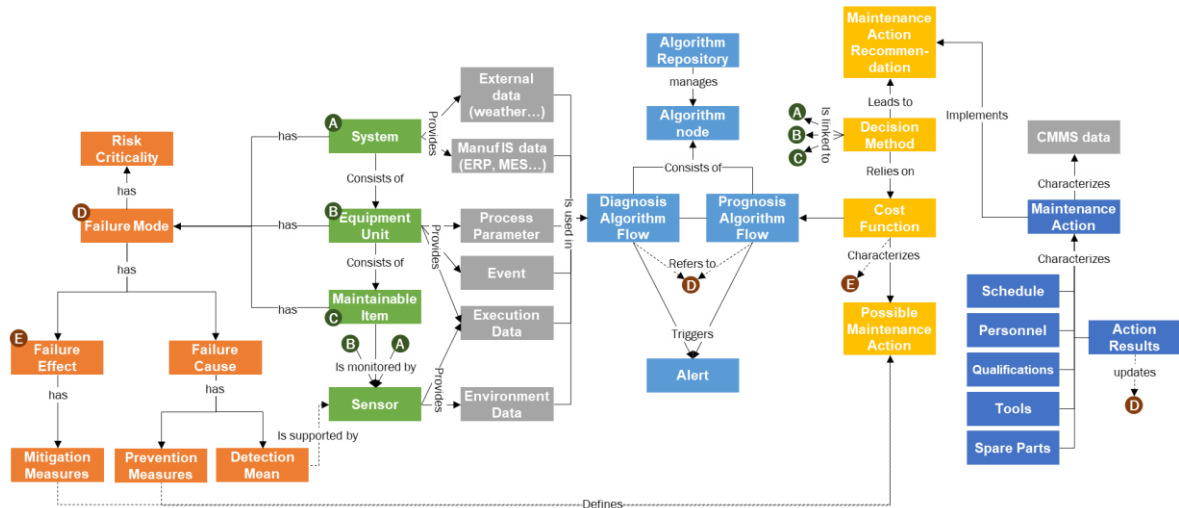 Risk
Criticality
has
D
Failure Mode
has
E
Failure
Effect
has
Failure
Cause
has
Mitigation
Measures
Prevention
Measures
Detection
Mean
Is supported by
has
has
has
A
System
Consists of
B
Equipment
Unit
Consists of
Maintainable
Item
C
B
A
Is monitored by
Sensor
Provides
Provides
Provides
External
data
(weather...)
Manuf IS data
(ERP, MES...)
Process
Parameter
Event
Execution
Data
Environment
Data
Is used in
Algorithm
Repository
manages
Algorithm
node
Consists of
Diagnosis
Algorithm
Flow
Prognosis
Algorithm
Flow
Refers to
D
Triggers
Alert
Maintenance
Action
Recommen-
dation
Leads to
A
B
C
Is linked to
Decision
Method
Relies on
Cost
Function
Characterizes
E
Possible
Maintenance
Action
Defines
Implements
CMMS data
Characterizes
Maintenance
Action
Characterizes
Schedule
Personnel
Qualifications
Tools
Spare Parts
Action
Results
updates
D